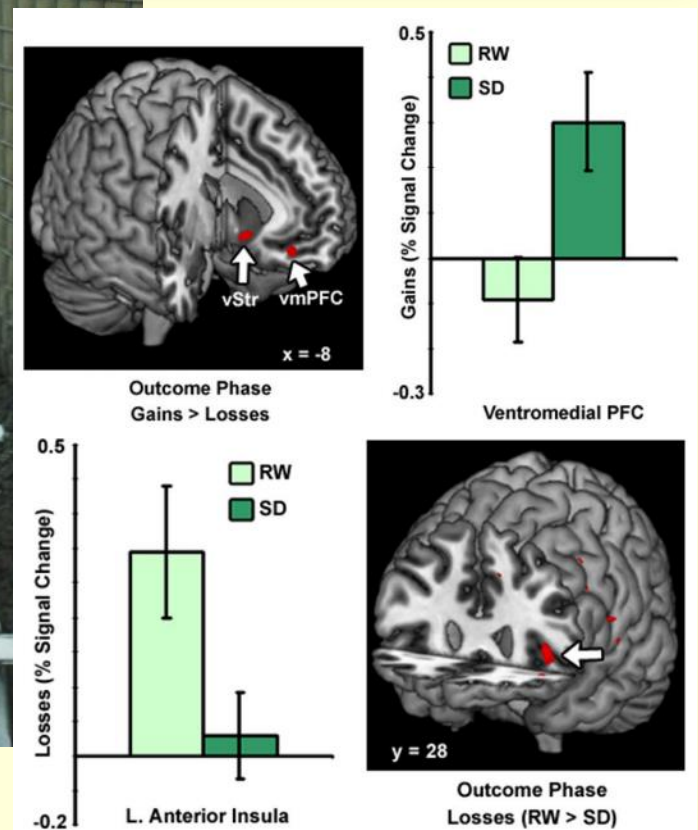 vStr
vmPFC
x = -8
Outcome Phase
Gains > Losses
0.5
RW
SD
Gains (% Signal Change)
-0.3
Ventromedial PFC
0.5
RW
SD
Losses (% Signal Change)
-0.2
L. Anterior Insula
y = 28
Outcome Phase
Losses (RW > SD)